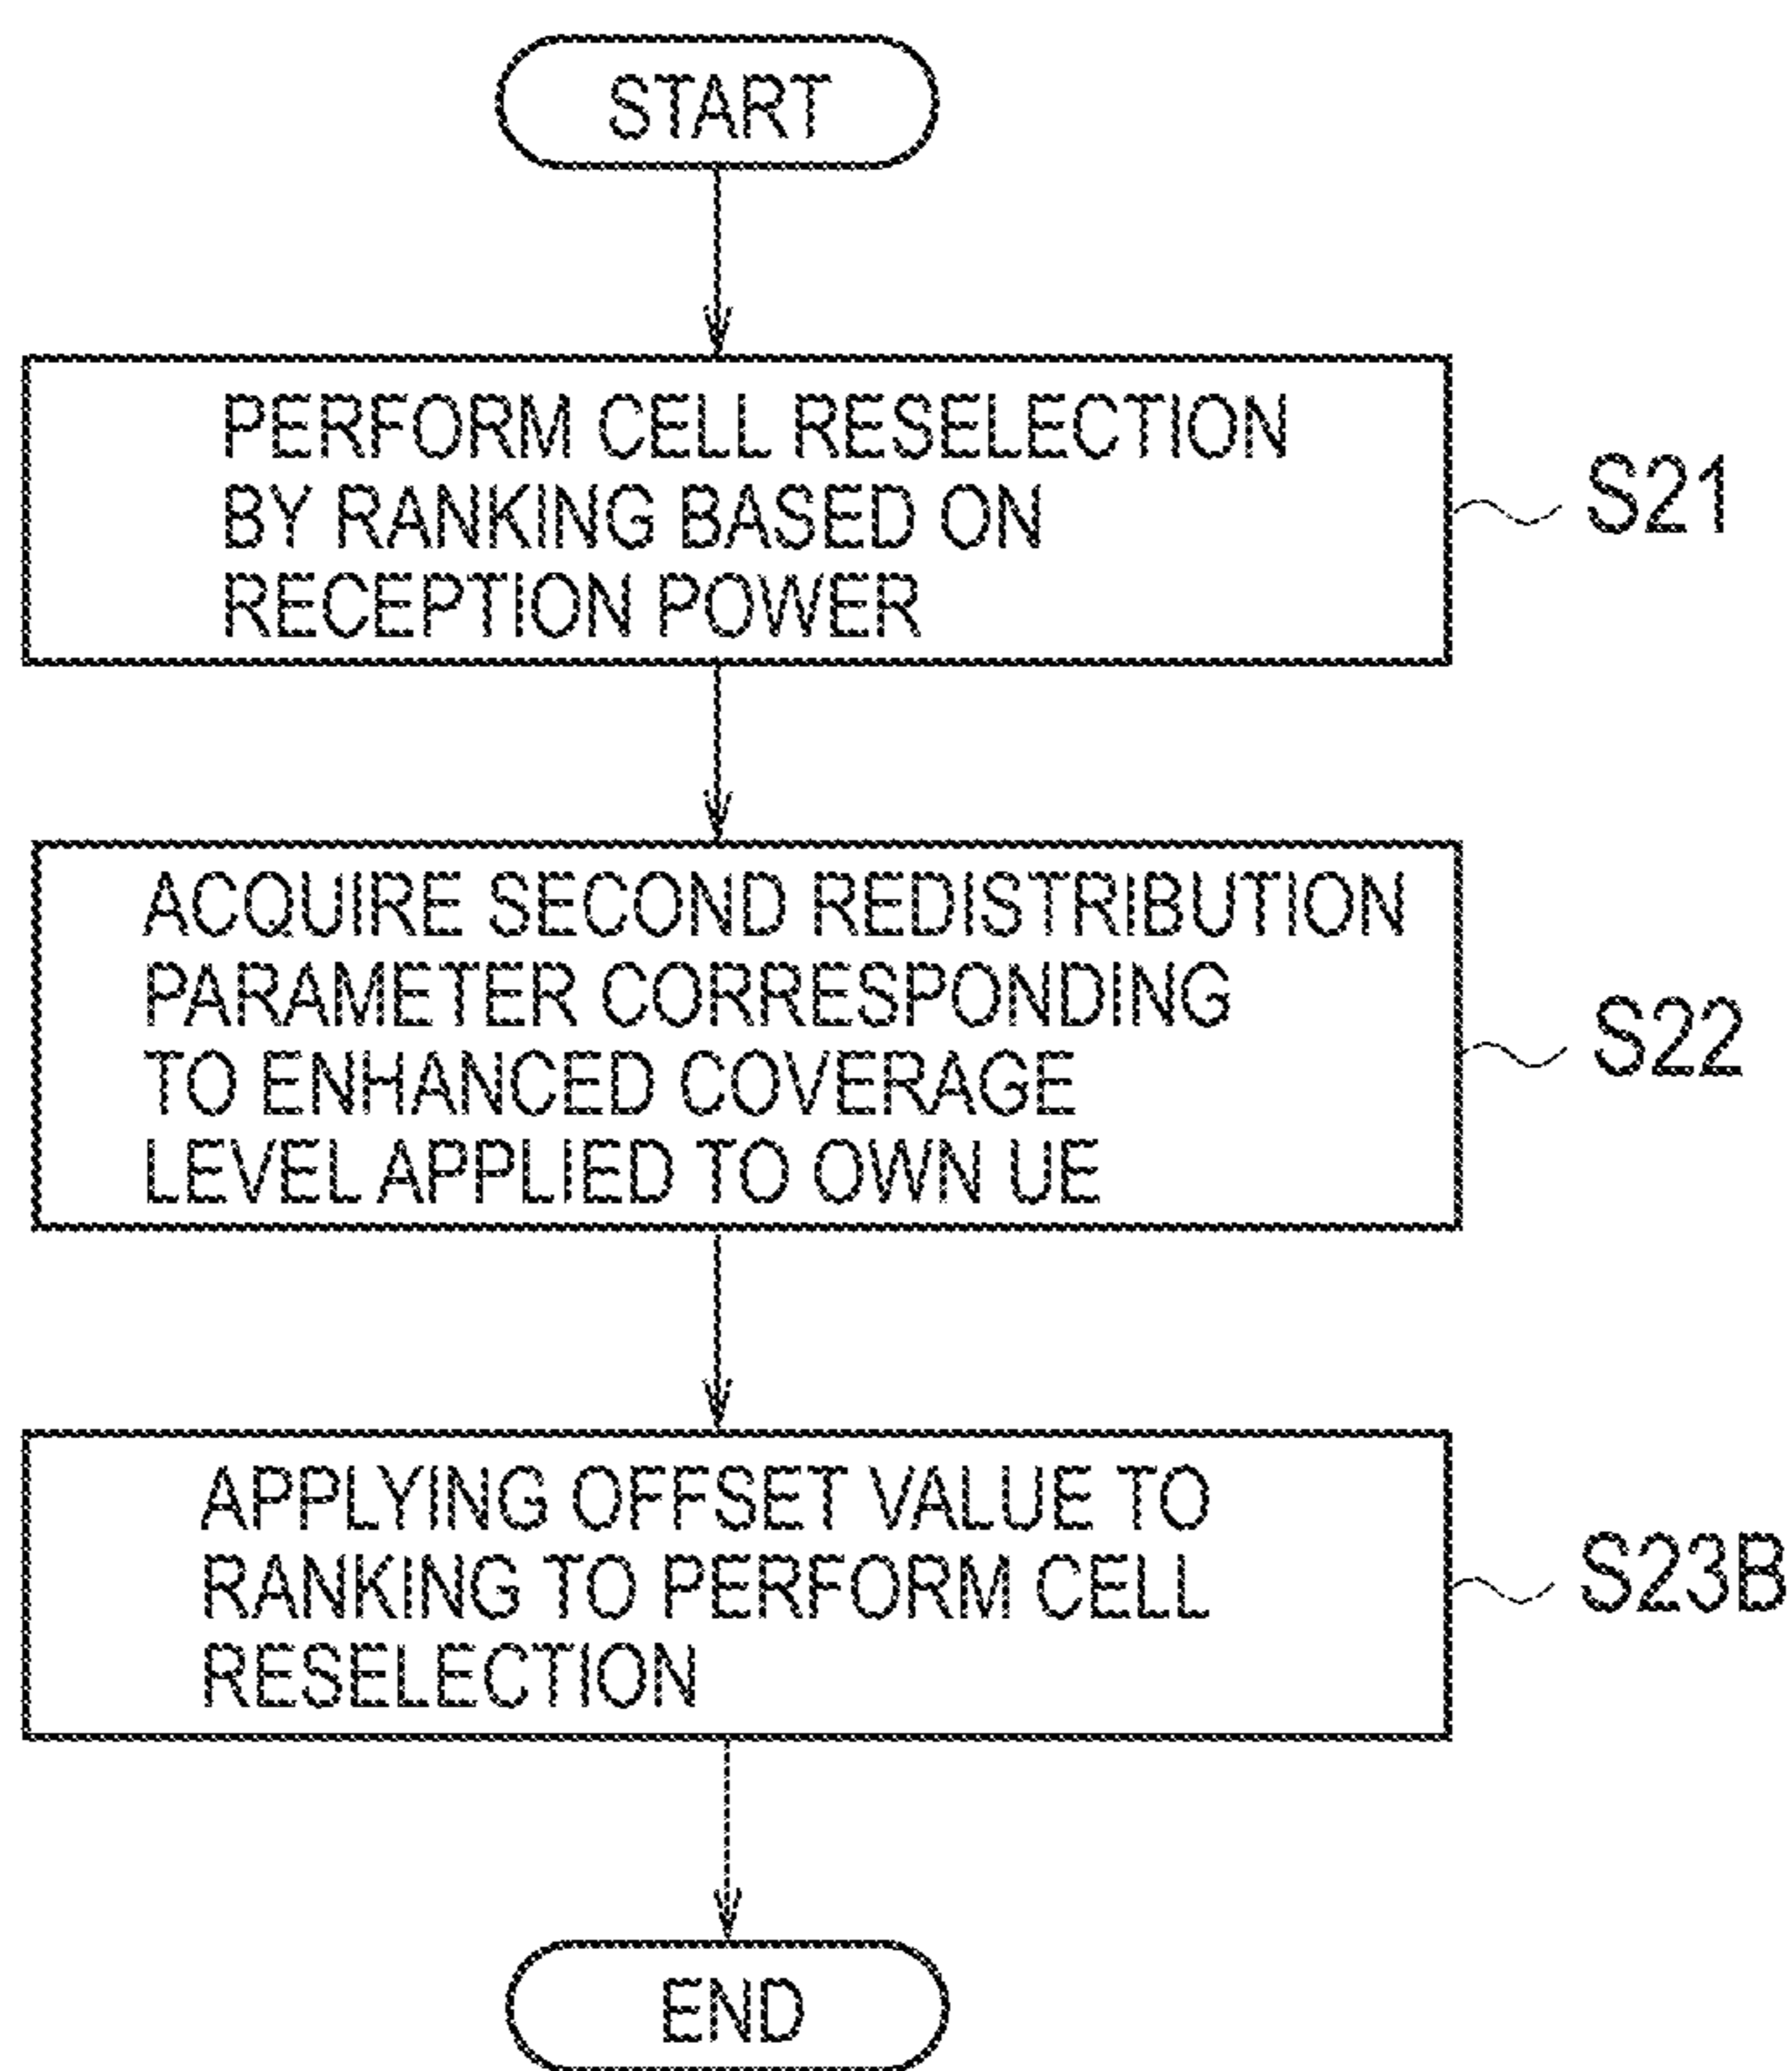 START
PERFORM CELL RESELECTION
BY RANKING BASED ON
RECEPTION POWER
S21
ACQUIRE SECOND REDISTRIBUTION
PARAMETER CORRESPONDING
TO ENHANCED COVERAGE
LEVEL APPLIED TO OWN UE
S22
APPLYING OFFSET VALUE TO
RANKING TO PERFORM CELL
RESELECTION
S23B
END